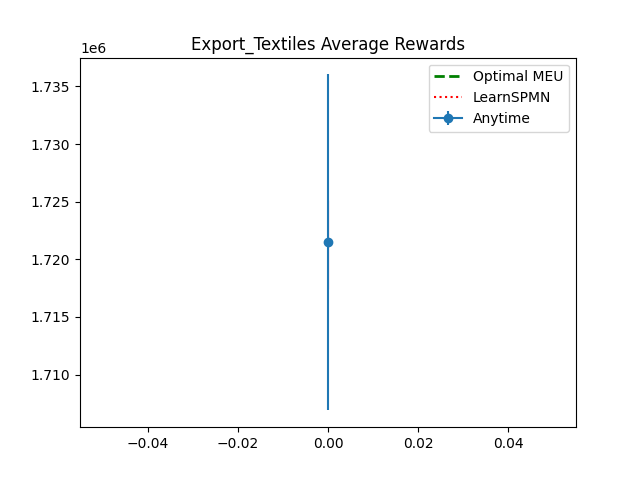 Export_Textiles Average Rewards
1e6
1.735
1.730
1.725
1.720
1.715
1.710
−0.04
−0.02
0.00
0.02
0.04
Optimal MEU
LearnSPMN
Anytime